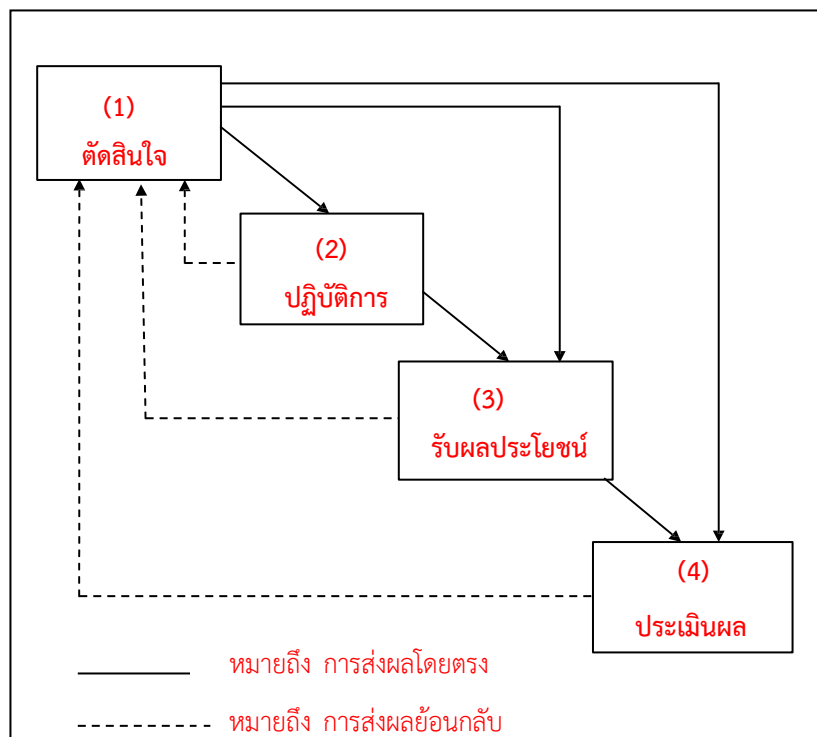 (1)
ตัดสินใจ
(2)
ปฏิบัติการ
(3)
รับผลประโยชน์
(4)
ประเมินผล
หมายถึง การส่งผลโดยตรง
หมายถึง การส่งผลย้อนกลับ